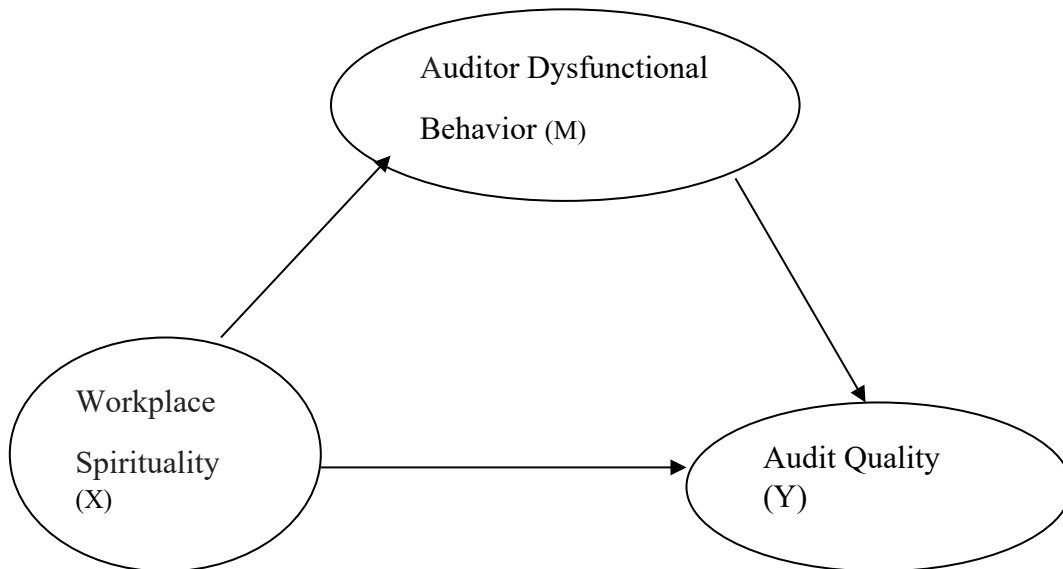 Auditor Dysfunctional
Behavior (M)
Workplace
Spirituality
(X)
Audit Quality
(Y)